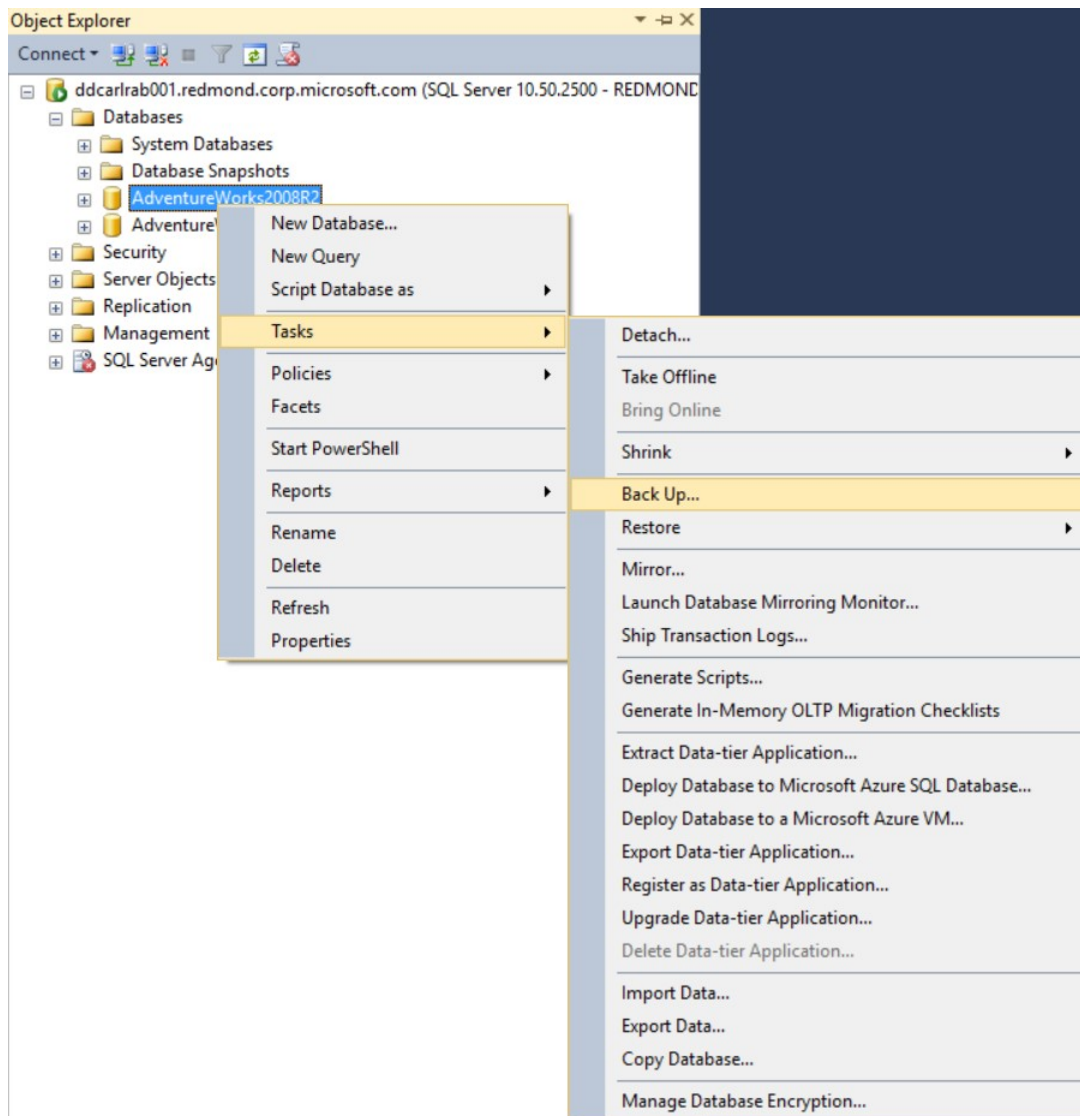 Object Explorer
Connect
ddcarlrab001.redmond.corp.microsoft.com (SQL Server 10.50.2500 - REDMOND
Databases
System Databases
Database Snapshots
AdventureWorks2008R2
Adventure
Security
Server Objects
Replication
Management
SQL Server Age
New Database...
New Query
Script Database as
Tasks
Policies
Facets
Start PowerShell
Reports
Rename
Delete
Refresh
Properties
Detach...
Take Offline
Bring Online
Shrink
Back Up...
Restore
Mirror...
Launch Database Mirroring Monitor...
Ship Transaction Logs...
Generate Scripts...
Generate In-Memory OLTP Migration Checklists
Extract Data-tier Application...
Deploy Database to Microsoft Azure SQL Database...
Deploy Database to a Microsoft Azure VM...
Export Data-tier Application...
Register as Data-tier Application...
Upgrade Data-tier Application...
Delete Data-tier Application...
Import Data...
Export Data...
Copy Database...
Manage Database Encryption...